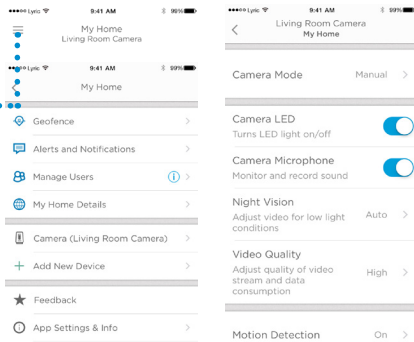 ●●●●○ Lyric 9:41 AM 99%
My Home
Living Room Camera
Lyric 9:41 AM 99%
My Home
Geofence
Alerts and Notifications
Manage Users
My Home Details
Camera (Living Room Camera)
Add New Device
Feedback
App Settings & Info
●●●●○ Lyric 9:41 AM 99%
Living Room Camera
My Home
Camera Mode Manual
Camera LED
Turns LED light on/off
Camera Microphone
Monitor and record sound
Night Vision
Adjust video for low light
conditions
Auto
Video Quality
Adjust quality of video
stream and data
consumption
High
Motion Detection On